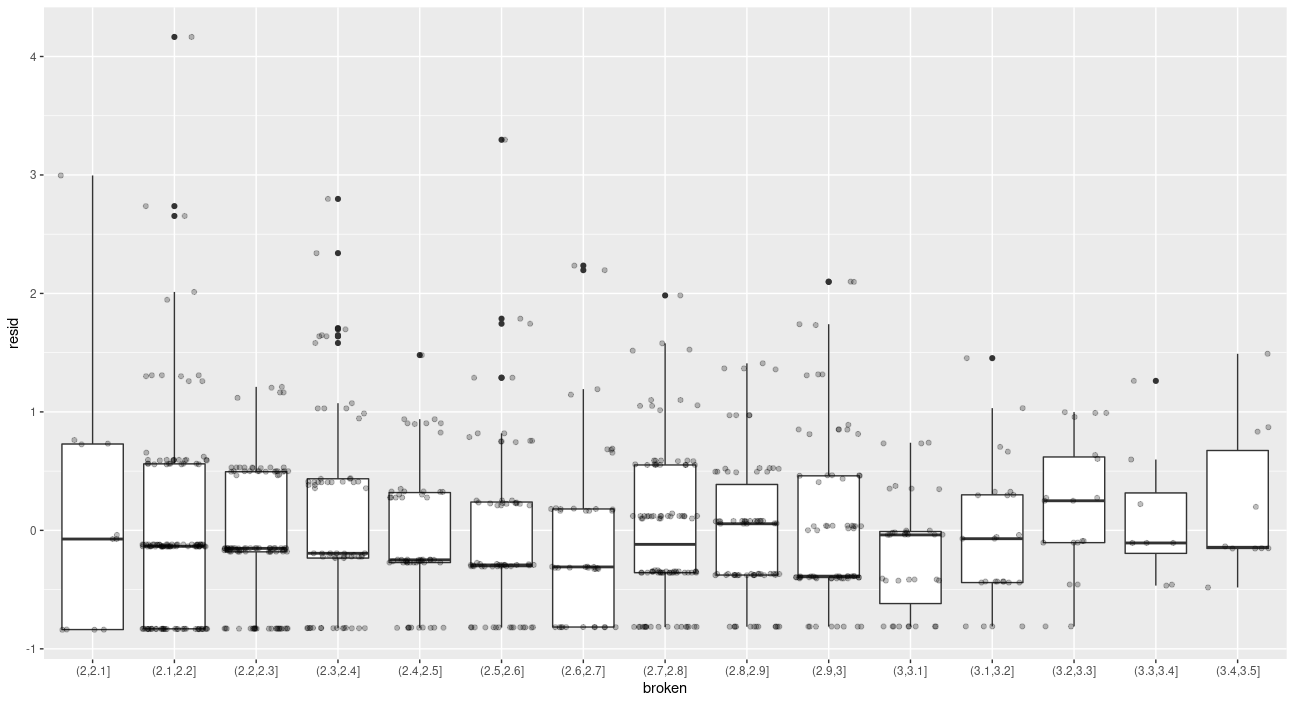 4
3
2
1
0
-1
resid
(2,2.1] (2.1,2.2] (2.2,2.3] (2.3,2.4] (2.4,2.5] (2.5,2.6] (2.6,2.7] (2.7,2.8] (2.8,2.9] (2.9,3] (3,3.1] (3.1,3.2] (3.2,3.3] (3.3,3.4] (3.4,3.5]
broken